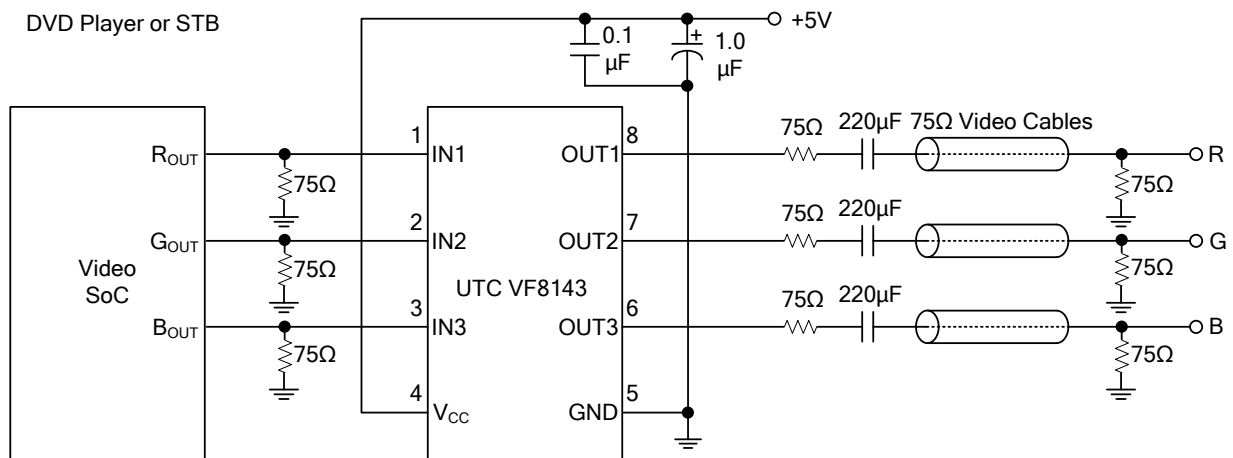 DVD Player or STB
+5V
0.1
µF
+
1.0
µF
75Ω 220µF 75Ω Video Cables
R_OUT 1 IN1 OUT1 8 R
75Ω 75Ω
75Ω 220µF
G_OUT 2 IN2 OUT2 7 G
Video
SoC
75Ω 75Ω
UTC VF8143
75Ω 220µF
B_OUT 3 IN3 OUT3 6 B
75Ω 75Ω
4 V_CC GND 5